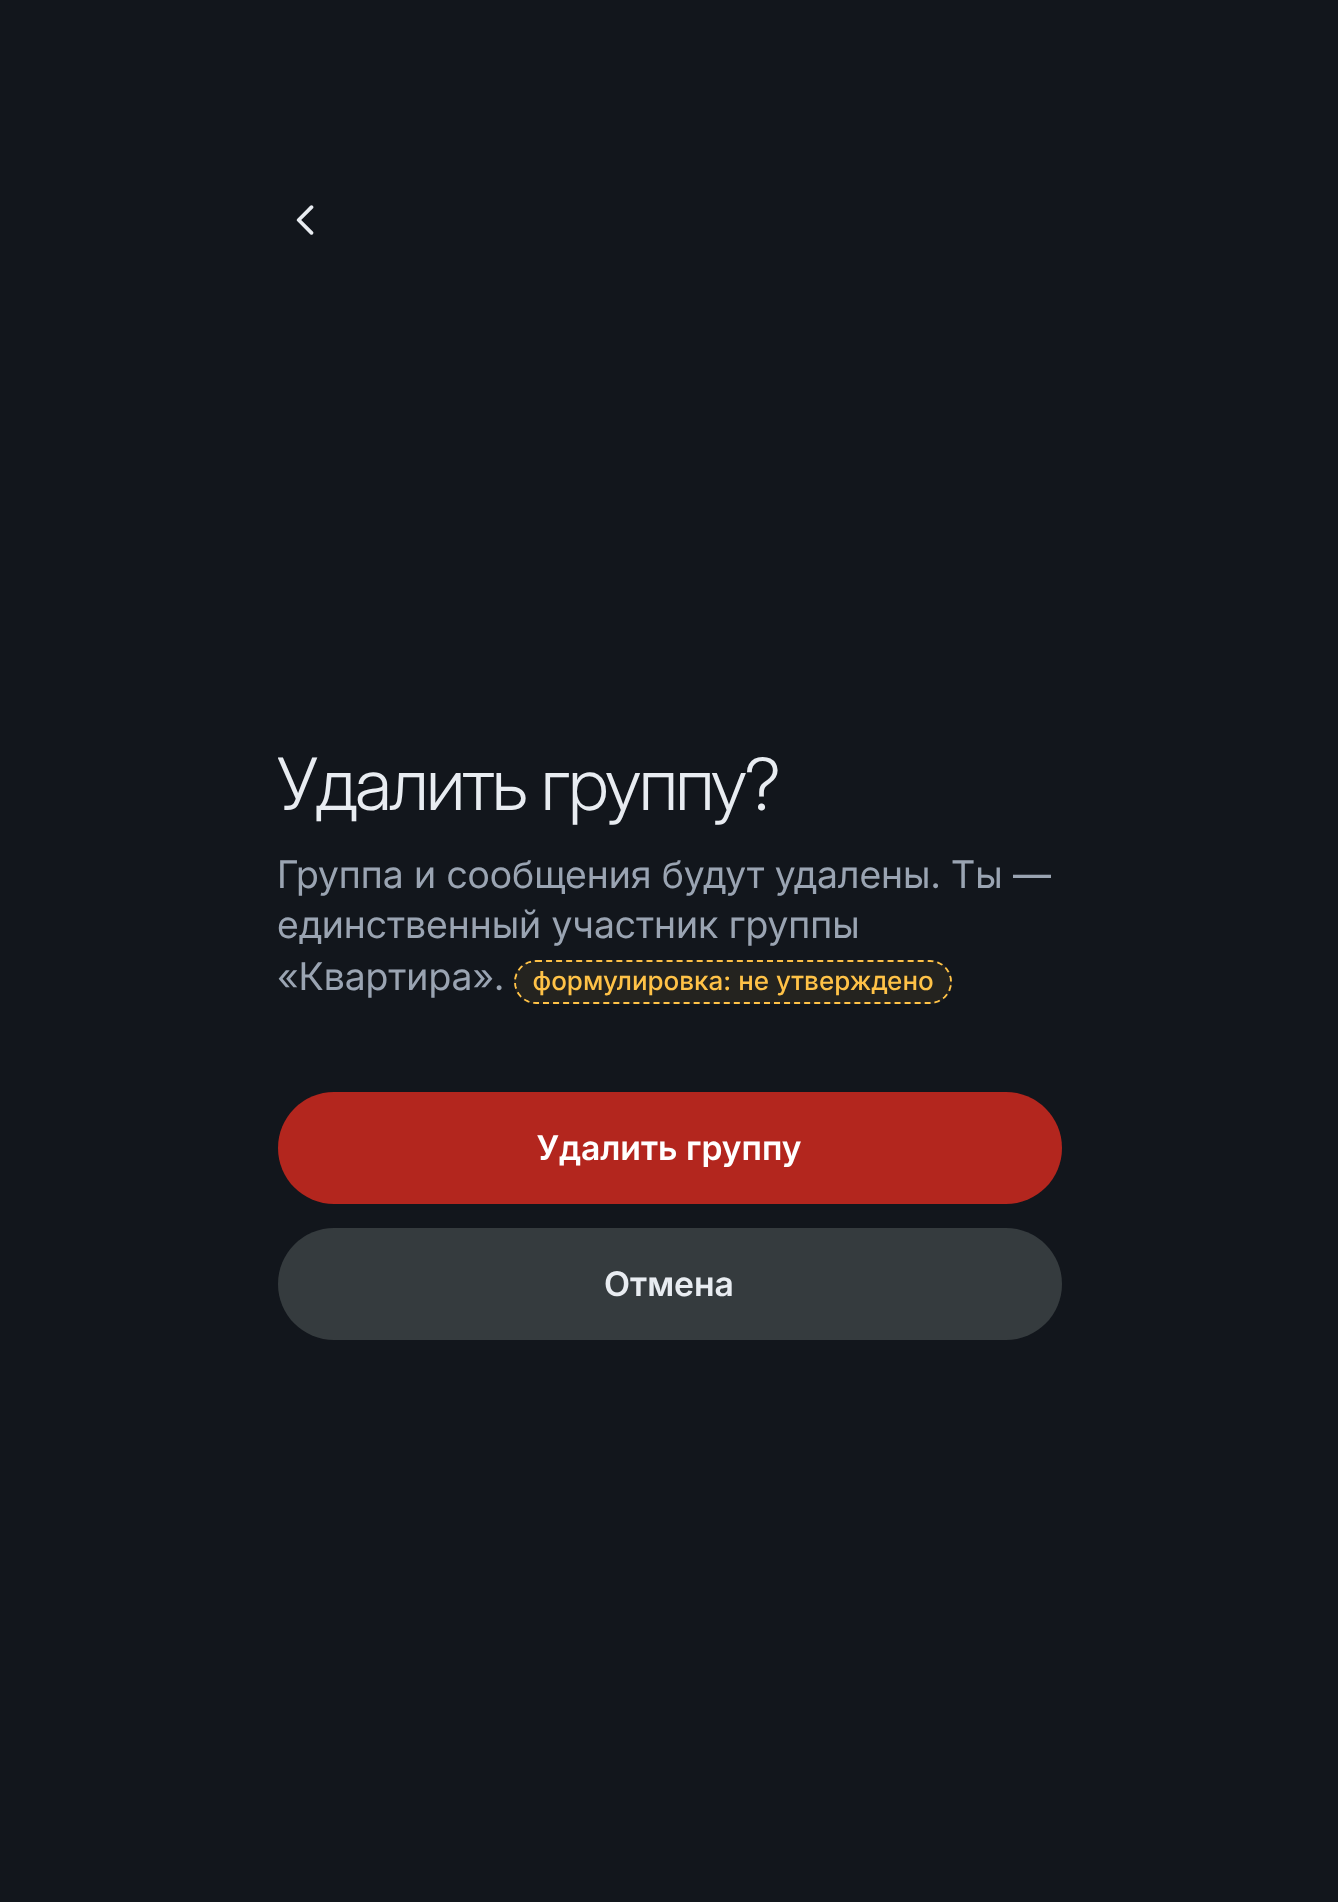 Удалить группу?
Группа и сообщения будут удалены. Ты —
единственный участник группы
«Квартира». формулировка: не утверждено
Удалить группу
Отмена